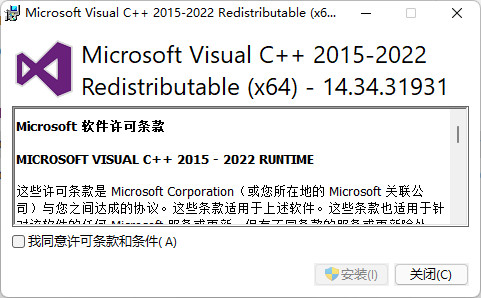 Microsoft Visual C++ 2015-2022 Redistributable (x6...
Microsoft Visual C++ 2015-2022
Redistributable (x64) - 14.34.31931
Microsoft 软件许可条款
MICROSOFT VISUAL C++ 2015 - 2022 RUNTIME
这些许可条款是 Microsoft Corporation（或您所在地的 Microsoft 关联公
司）与您之间达成的协议。这些条款适用于上述软件。这些条款也适用于针
对该软件的任何 Microsoft 服务或更新，但有不同条款的服务或更新除外
我同意许可条款和条件( A)
安装(I)
关闭(C)